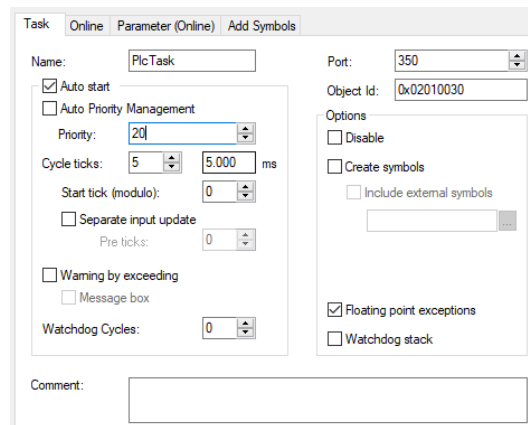 Task Online Parameter (Online) Add Symbols
Name: PlcTask
Port: 350
Auto start
Object Id: 0x02010030
Auto Priority Management
Options
Priority: 20
Disable
Cycle ticks: 5 5.000 ms
Create symbols
Start tick (modulo): 0
Include external symbols
Separate input update
...
Pre ticks: 0
Warning by exceeding
Message box
Floating point exceptions
Watchdog Cycles: 0
Watchdog stack
Comment: